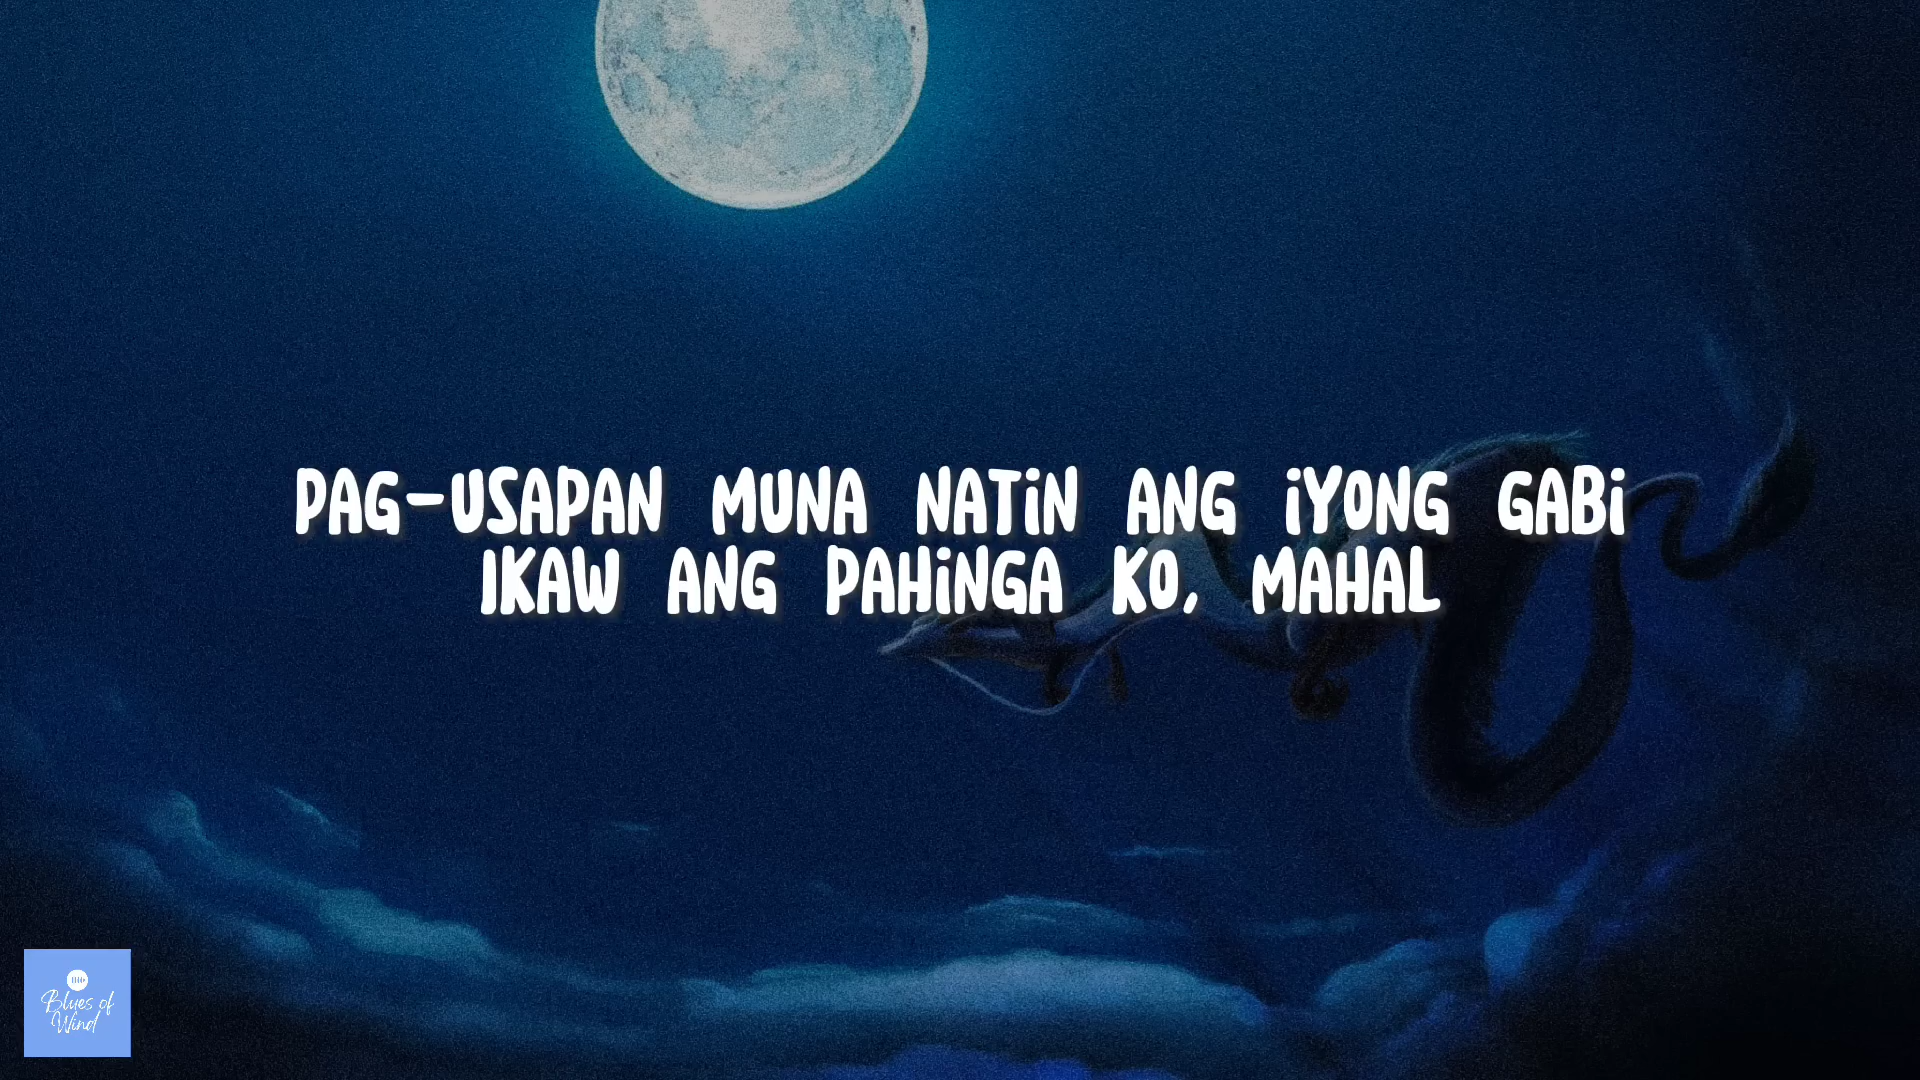 PAG-USAPAN MUNA NATIN ANG IYONG GABI
IKAW ANG PAHINGA KO, MAHAL
Blues of
Wind